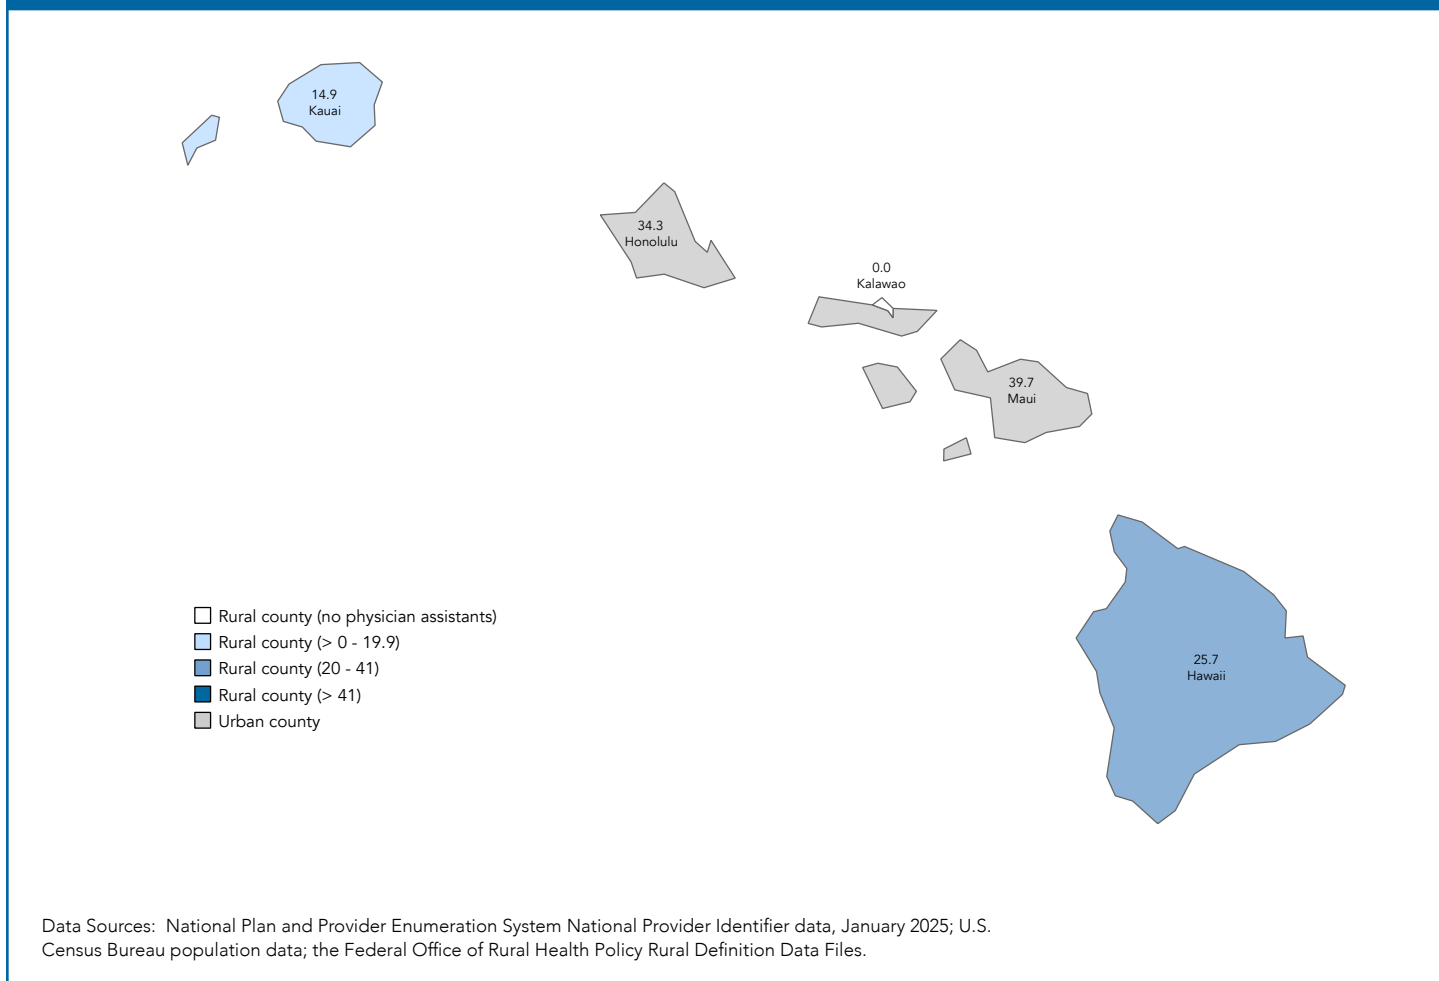 14.9
Kauai
34.3
Honolulu
0.0
Kalawao
39.7
Maui
25.7
Hawaii
Rural county (no physician assistants)
Rural county (> 0 - 19.9)
Rural county (20 - 41)
Rural county (> 41)
Urban county
Data Sources:  National Plan and Provider Enumeration System National Provider Identifier data, January 2025; U.S.
Census Bureau population data; the Federal Office of Rural Health Policy Rural Definition Data Files.